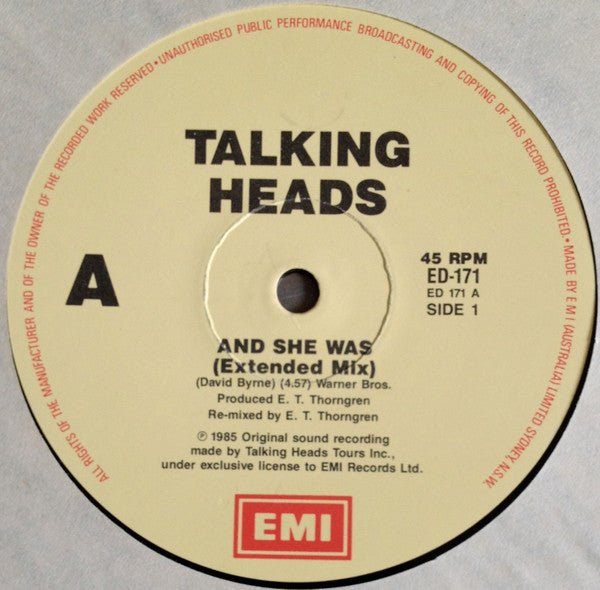 ALL RIGHTS OF THE MANUFACTURER AND OF THE OWNER OF THE RECORDED WORK RESERVED•UNAUTHORISED PUBLIC PERFORMANCE BROADCASTING AND COPYING OF THIS RECORD PROHIBITED.•MADE BY E M I (AUSTRALIA) LIMITED SYDNEY, N.S.W.
TALKING
HEADS
A
45 RPM
ED-171
ED 171 A
SIDE 1
AND SHE WAS
(Extended Mix)
(David Byrne) (4.57) Warner Bros.
Produced E. T. Thorngren
Re-mixed by E. T. Thorngren
℗ 1985 Original sound recording
made by Talking Heads Tours Inc.,
under exclusive license to EMI Records Ltd.
EMI